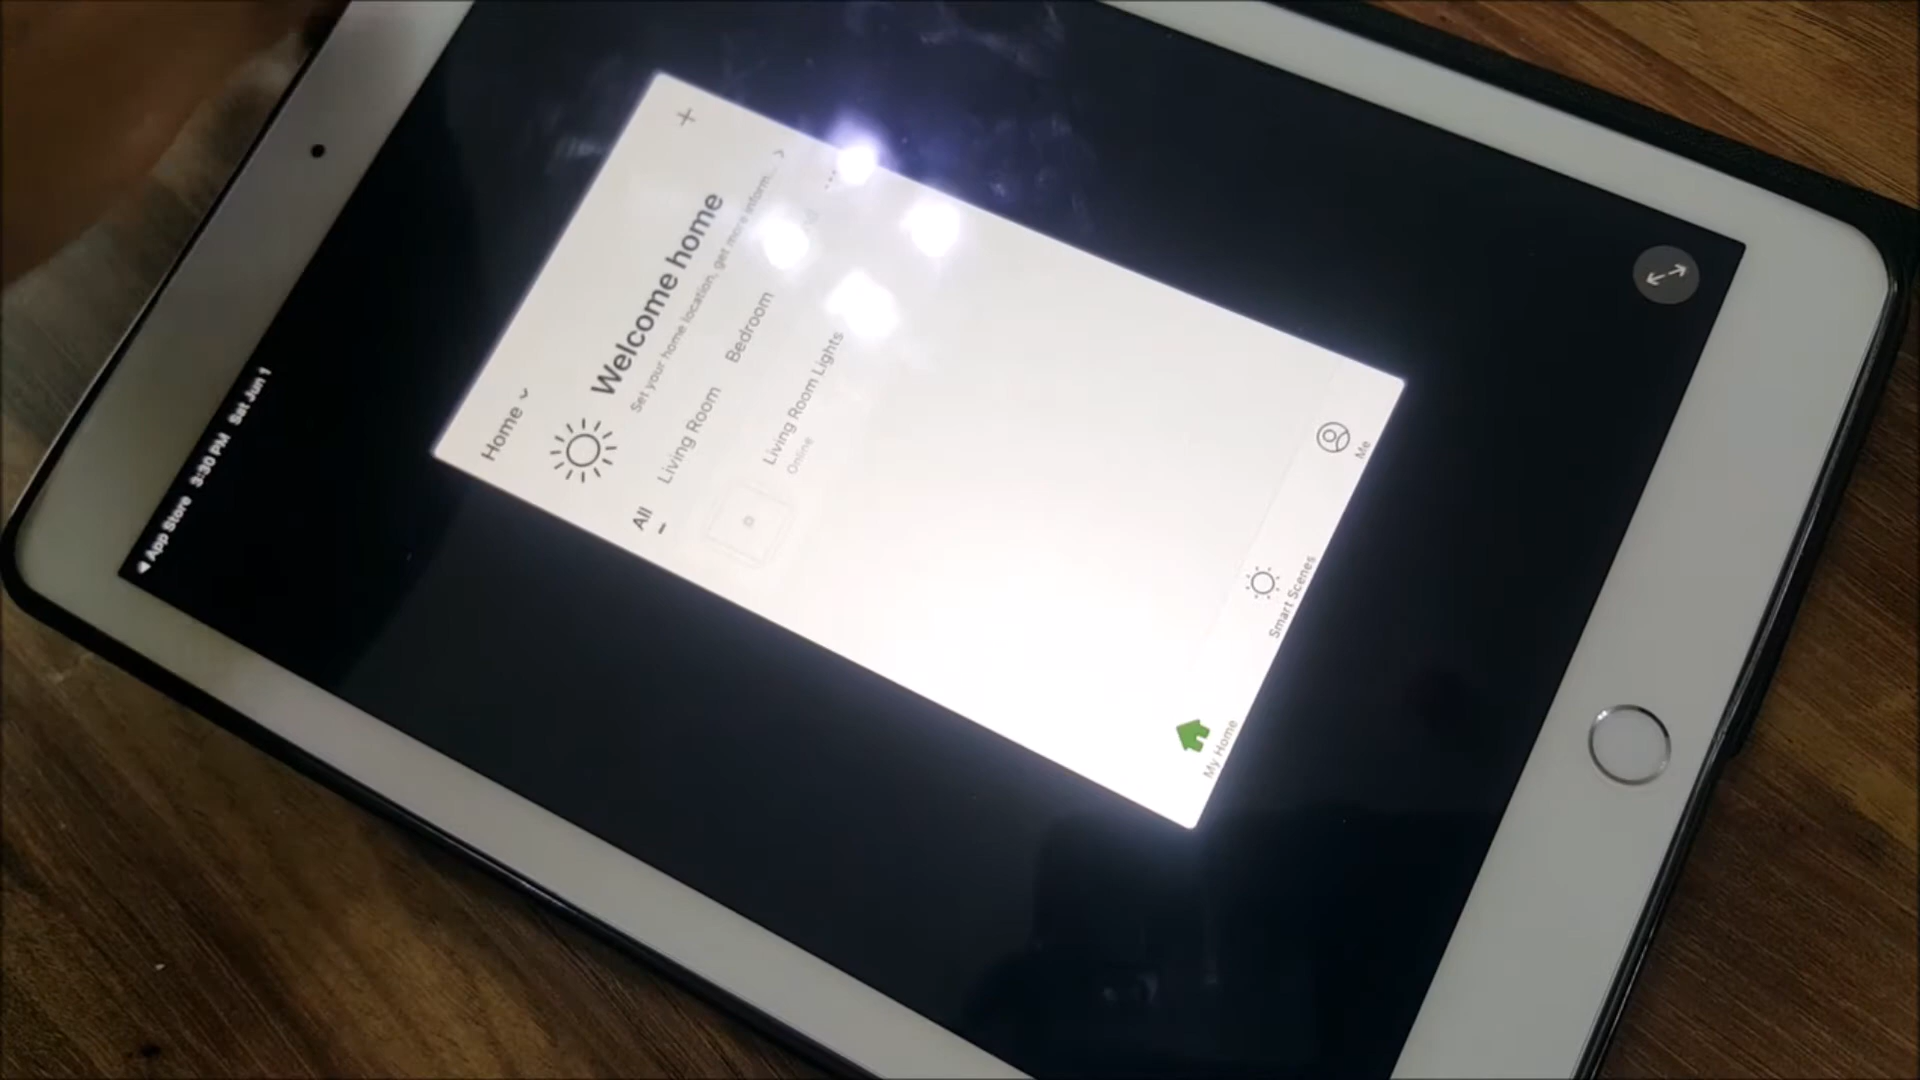 ◀ App Store 3:30 PM Sat Jun 1
Home
Welcome home
Set your home location, get more inform...
All Living Room Bedroom
Living Room Lights
Online
My Home Smart Scenes Me